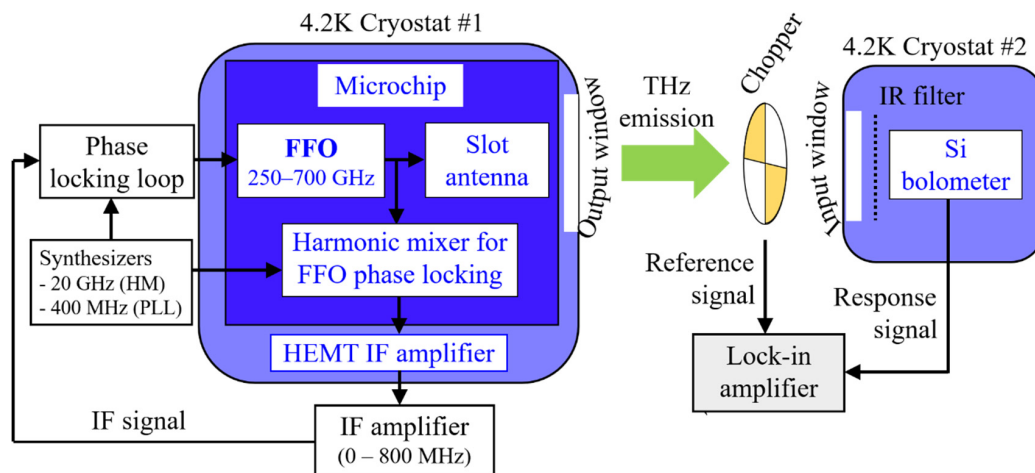 4.2K Cryostat #1
Microchip
FFO
250–700 GHz
Slot
antenna
Harmonic mixer for
FFO phase locking
HEMT IF amplifier
Output window
Phase
locking loop
Synthesizers
- 20 GHz (HM)
- 400 MHz (PLL)
IF signal
IF amplifier
(0 – 800 MHz)
THz
emission
Chopper
4.2K Cryostat #2
Input window
IR filter
Si
bolometer
Reference
signal
Response
signal
Lock-in
amplifier